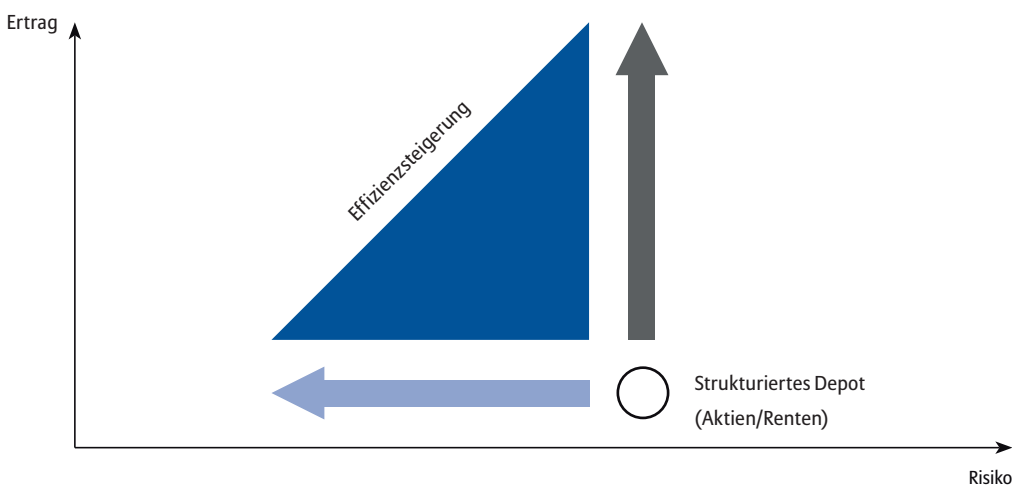 Ertrag
Effizienzsteigerung
Strukturiertes Depot
(Aktien/Renten)
Risiko